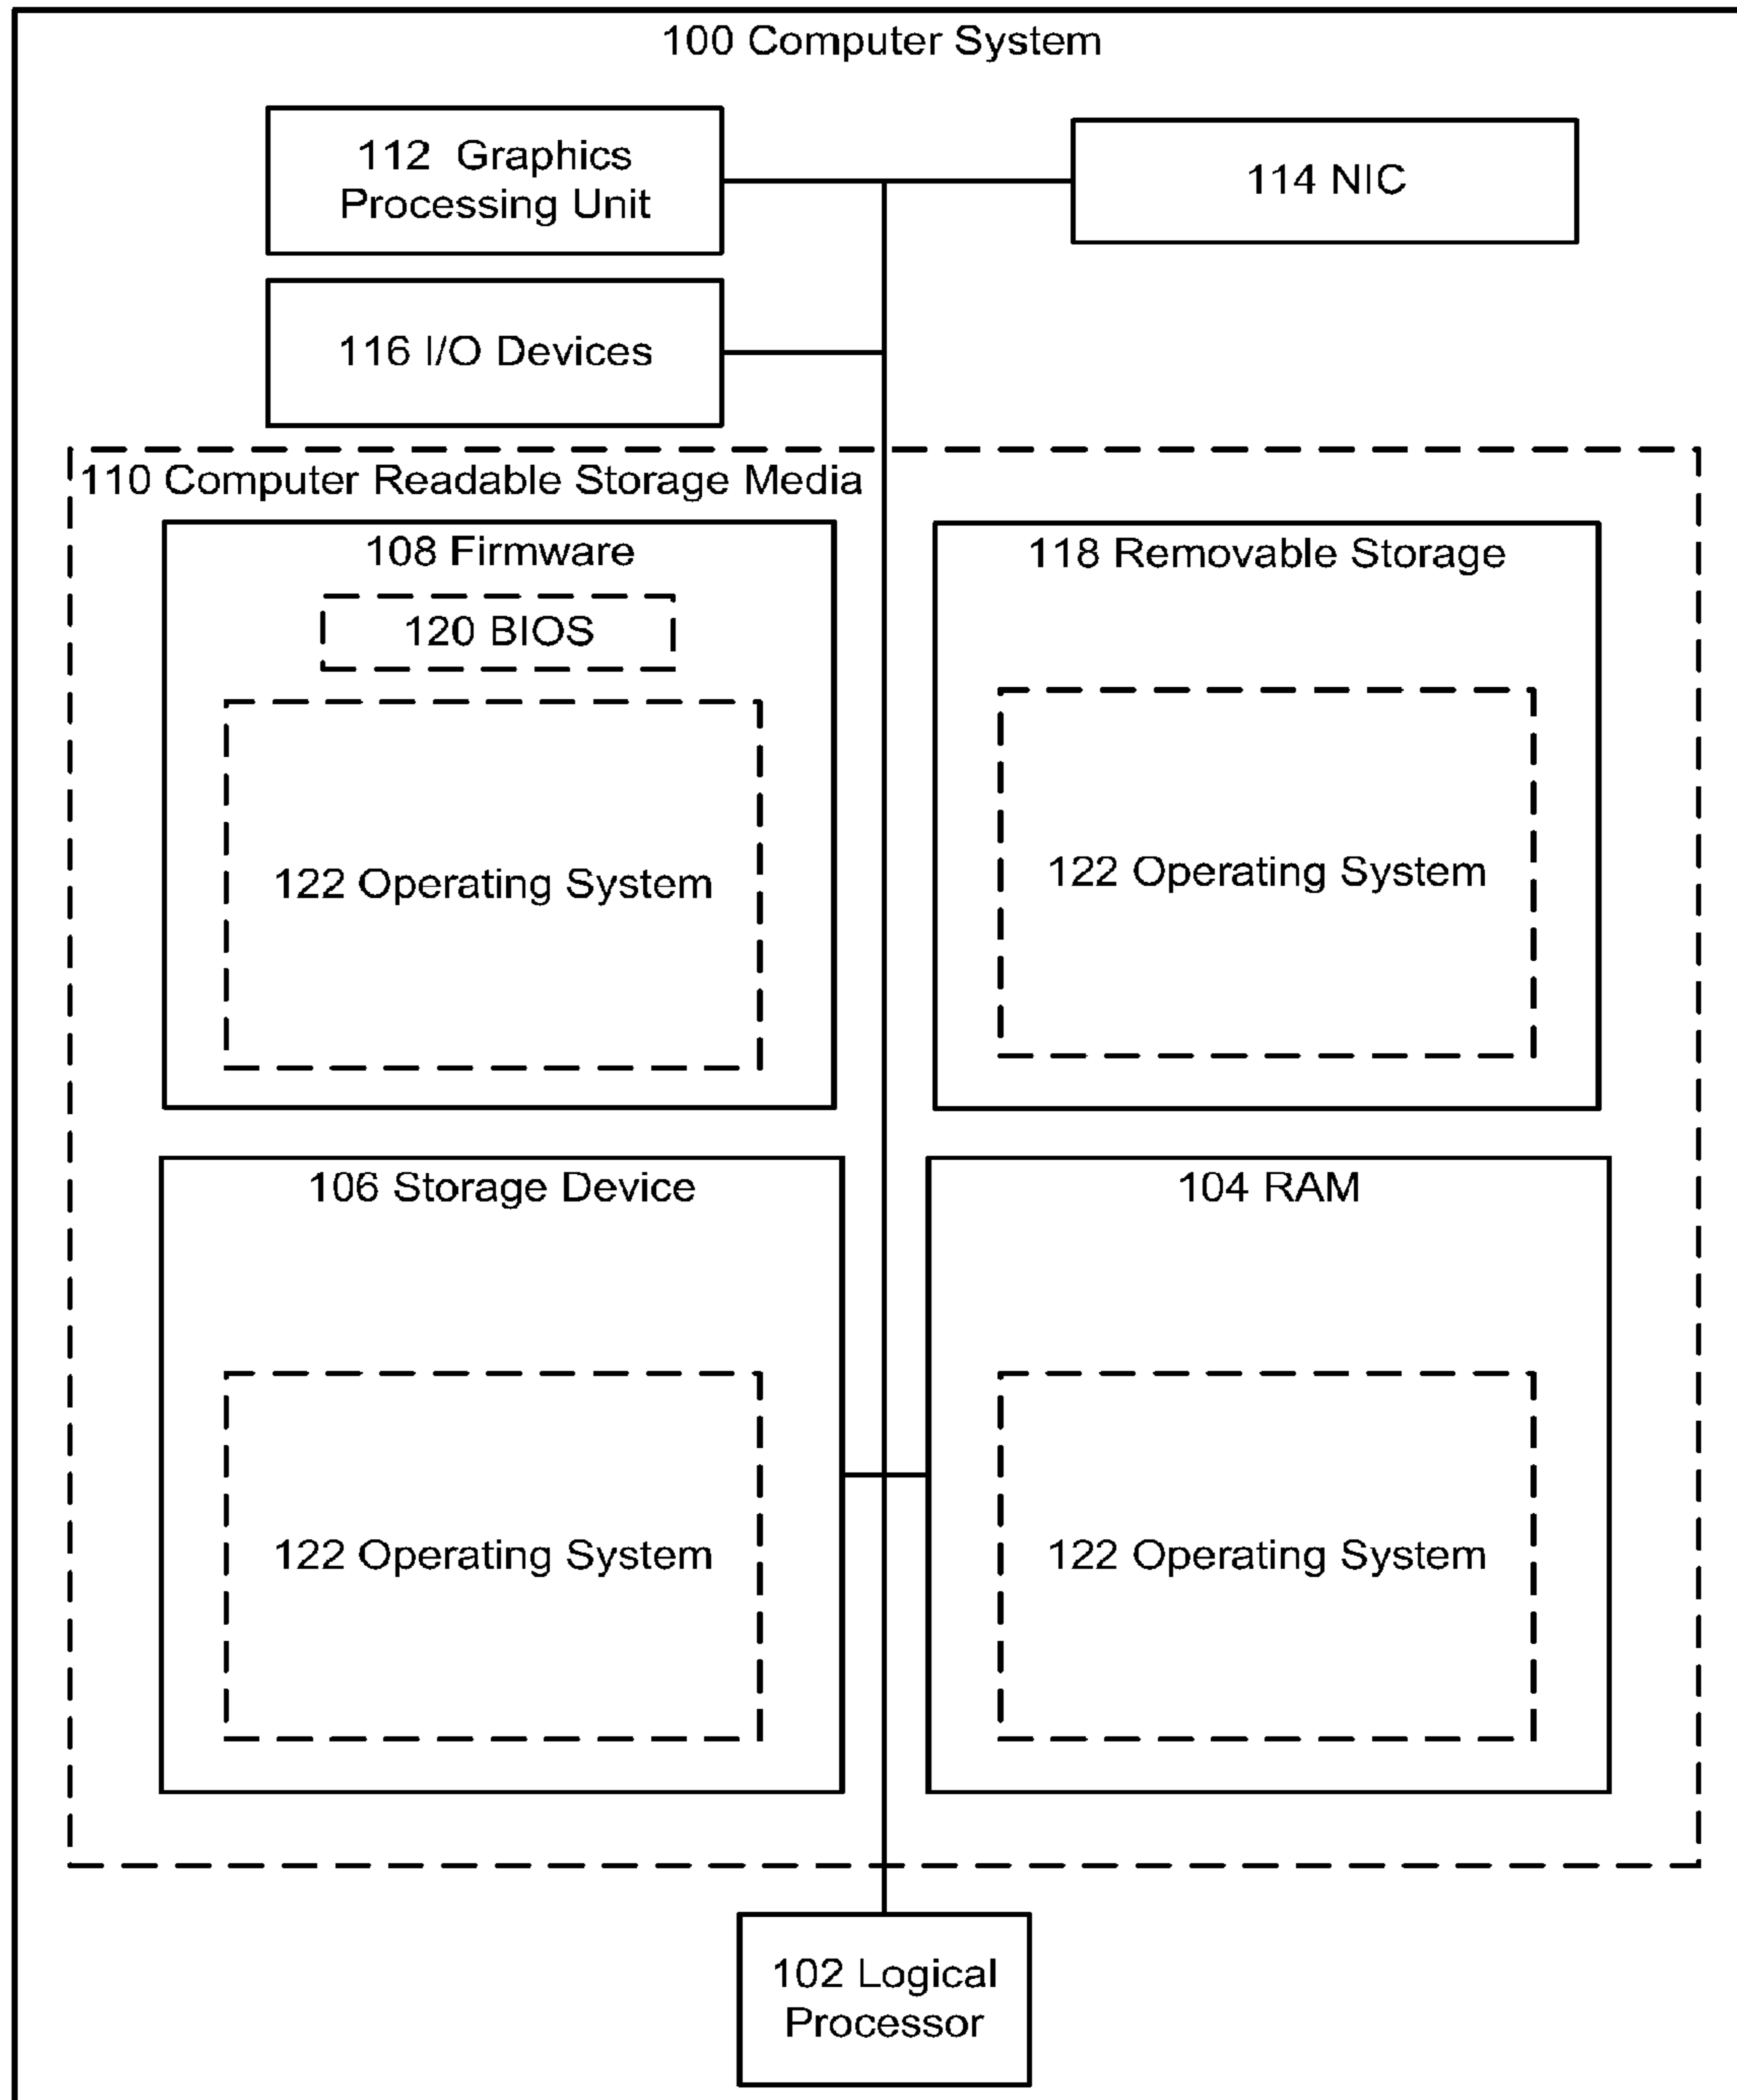 100 Computer System
112 Graphics
Processing Unit
114 NIC
116 I/O Devices
110 Computer Readable Storage Media
108 Firmware
120 BIOS
122 Operating System
118 Removable Storage
122 Operating System
106 Storage Device
122 Operating System
104 RAM
122 Operating System
102 Logical
Processor